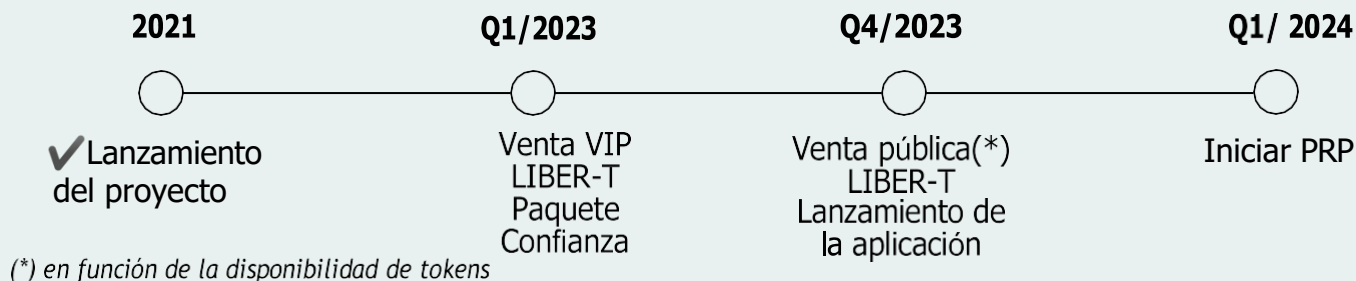 2021
Q1/2023
Q4/2023
Q1/ 2024
✔Lanzamiento
del proyecto
Venta VIP
LIBER-T
Paquete
Confianza
Venta pública(*)
LIBER-T
Lanzamiento de
la aplicación
Iniciar PRP
(*) en función de la disponibilidad de tokens